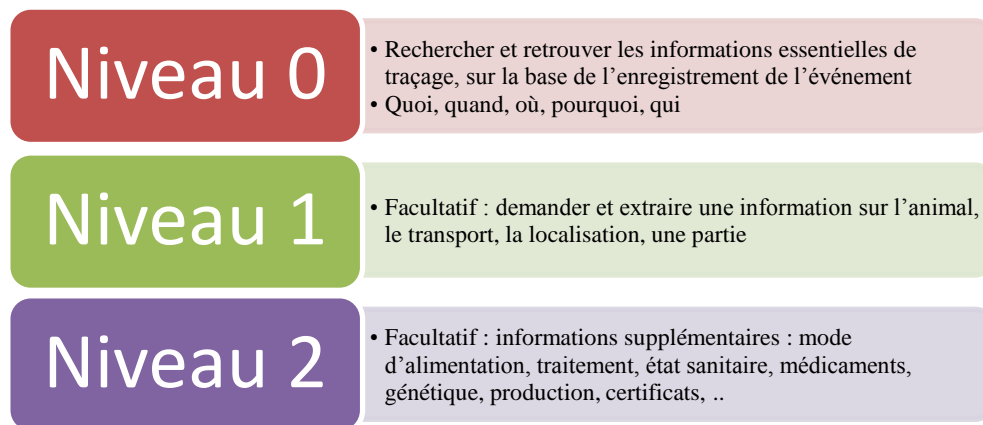 Niveau 0
• Rechercher et retrouver les informations essentielles de
traçage, sur la base de l’enregistrement de l’événement
• Quoi, quand, où, pourquoi, qui
Niveau 1
• Facultatif : demander et extraire une information sur l’animal,
le transport, la localisation, une partie
Niveau 2
• Facultatif : informations supplémentaires : mode
d’alimentation, traitement, état sanitaire, médicaments,
génétique, production, certificats, ..